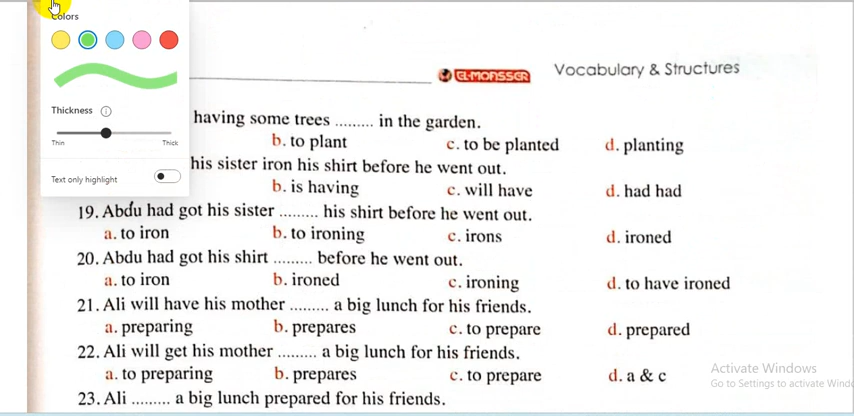 Colors
EL-MOASSER
Vocabulary & Structures
Thickness
having some trees ......... in the garden.
Thin Thick
b. to plant c. to be planted d. planting
his sister iron his shirt before he went out.
Text only highlight
b. is having c. will have d. had had
19. Abdu had got his sister ......... his shirt before he went out.
a. to iron b. to ironing c. irons d. ironed
20. Abdu had got his shirt ......... before he went out.
a. to iron b. ironed c. ironing d. to have ironed
21. Ali will have his mother ......... a big lunch for his friends.
a. preparing b. prepares c. to prepare d. prepared
22. Ali will get his mother ......... a big lunch for his friends.
a. to preparing b. prepares c. to prepare d. a & c
Activate Windows
Go to Settings to activate
23. Ali ......... a big lunch prepared for his friends.